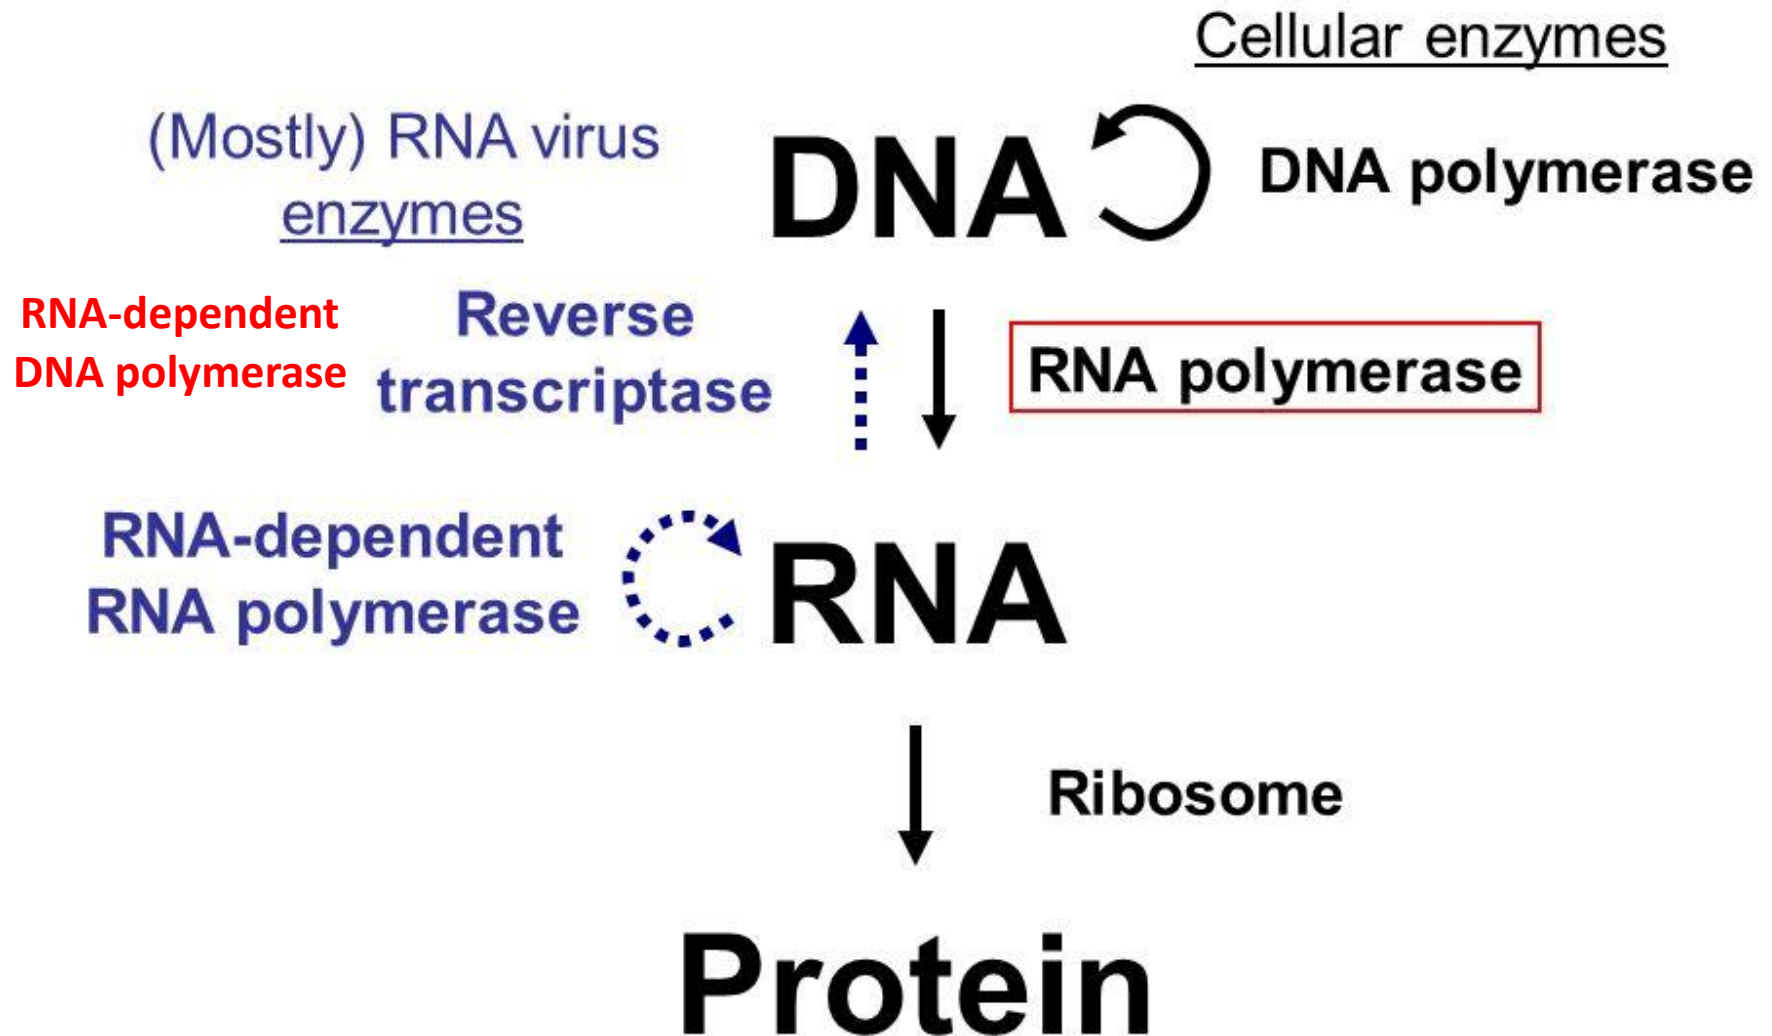 Cellular enzymes
(Mostly) RNA virus
enzymes
DNA
DNA polymerase
RNA-dependent
DNA polymerase
Reverse
transcriptase
RNA polymerase
RNA-dependent
RNA polymerase
RNA
Ribosome
Protein